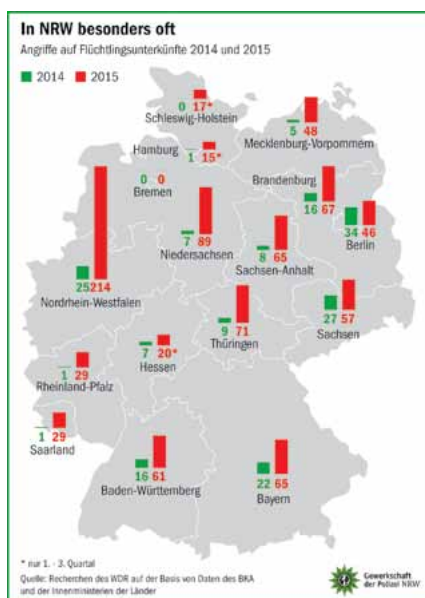 In NRW besonders oft
Angriffe auf Flüchtlingsunterkünfte 2014 und 2015
2014 2015
0 17*
Schleswig-Holstein
5 48
Mecklenburg-Vorpommern
Hamburg
1 15*
0 0
Bremen
Brandenburg
16 67
34 46
Berlin
7 89
Niedersachsen
8 65
Sachsen-Anhalt
25 214
Nordrhein-Westfalen
27 57
Sachsen
9 71
Thüringen
7 20*
Hessen
1 29
Rheinland-Pfalz
1 29
Saarland
16 61
Baden-Württemberg
22 65
Bayern
* nur 1. - 3. Quartal
Quelle: Recherchen des WDR auf der Basis von Daten des BKA
und der Innenministerien der Länder
Gewerkschaft
der Polizei NRW